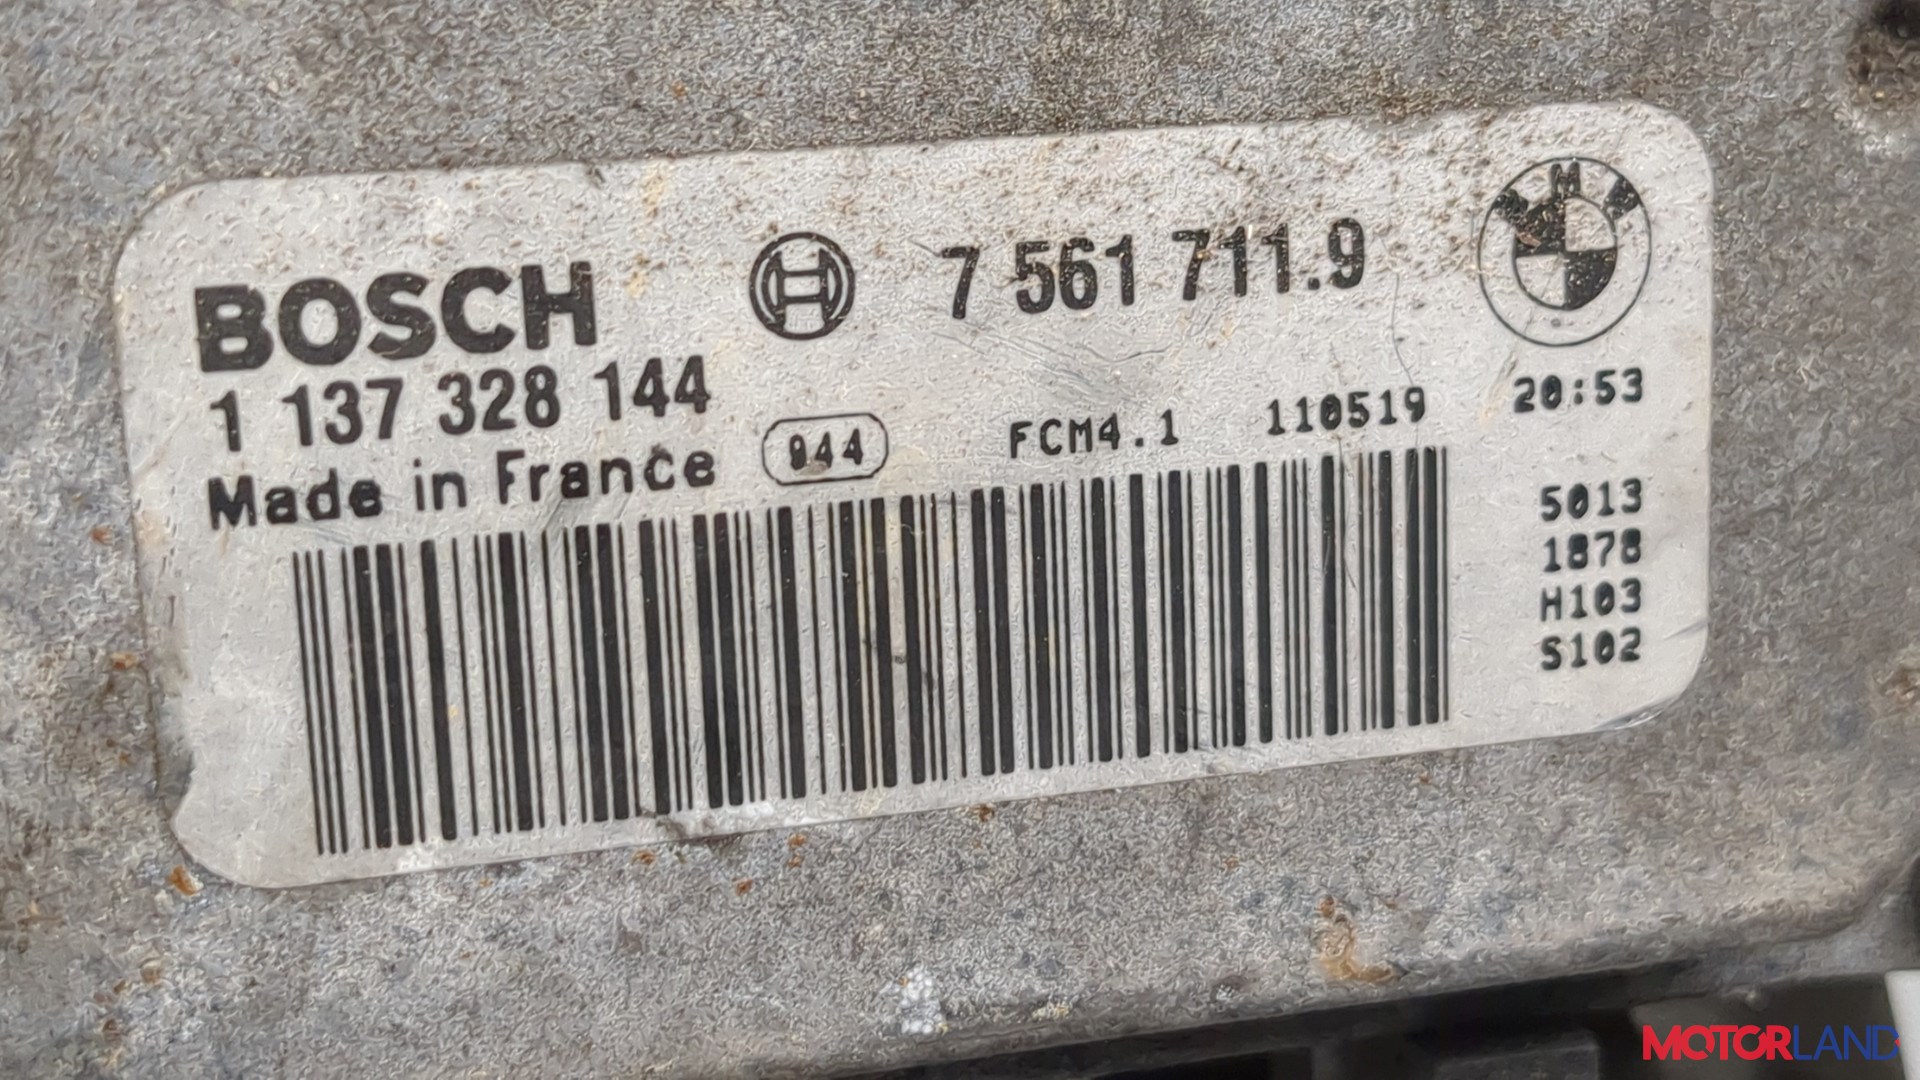 BOSCH 7 561 711.9
BMW
1 137 328 144
Made in France 944 FCM4.1 110519 20:53
5013
1878
H103
S102
MOTORLAND